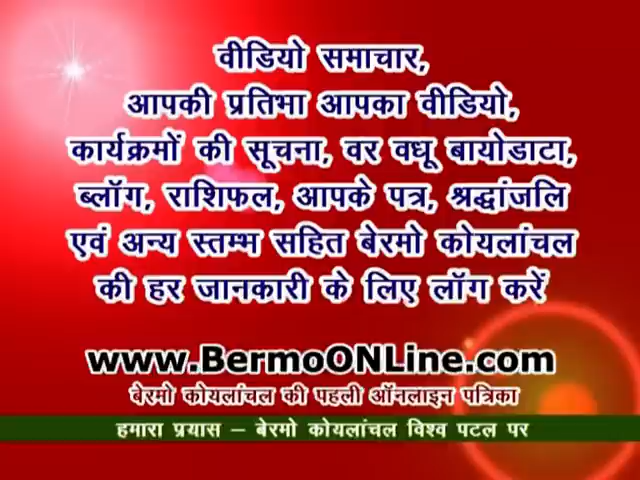 वीडियो समाचार,
आपकी प्रतिभा आपका वीडियो,
कार्यक्रमों की सूचना, वर वधू बायोडाटा,
ब्लॉग, राशिफल, आपके पत्र, श्रद्धांजलि
एवं अन्य स्तम्भ सहित बेरमो कोयलांचल
की हर जानकारी के लिए लॉग करें
www.BermoONLine.com
बेरमो कोयलांचल की पहली ऑनलाइन पत्रिका
हमारा प्रयास – बेरमो कोयलांचल विश्व पटल पर